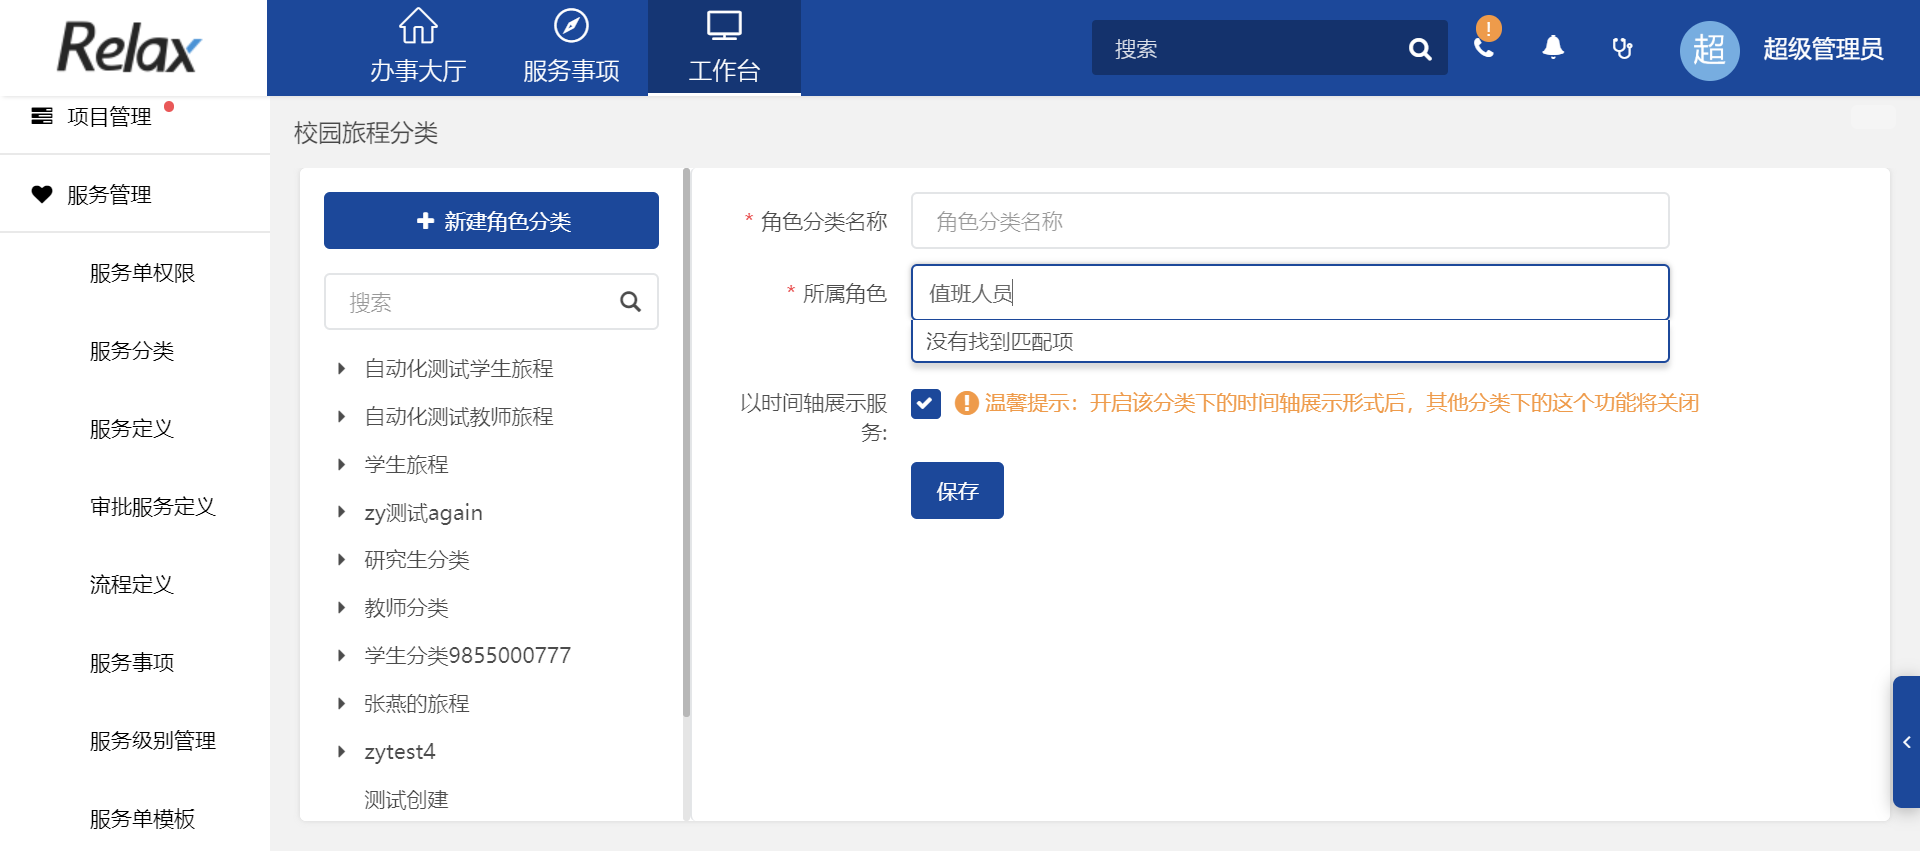 Relax
办事大厅
服务事项
工作台
搜索
超
超级管理员
项目管理
服务管理
服务单权限
服务分类
服务定义
审批服务定义
流程定义
服务事项
服务级别管理
服务单模板
校园旅程分类
新建角色分类
搜索
自动化测试学生旅程
自动化测试教师旅程
学生旅程
zy测试again
研究生分类
教师分类
学生分类9855000777
张燕的旅程
zytest4
测试创建
* 角色分类名称
角色分类名称
* 所属角色
值班人员
没有找到匹配项
以时间轴展示服
务:
温馨提示：开启该分类下的时间轴展示形式后，其他分类下的这个功能将关闭
保存